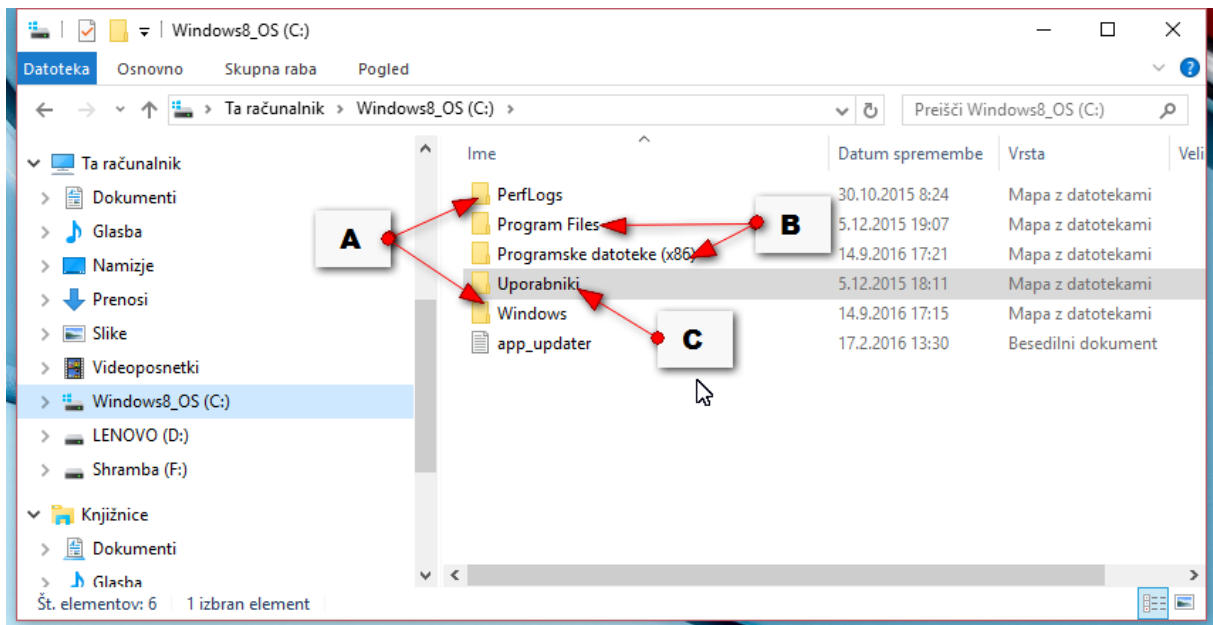 Windows8_OS (C:)
Datoteka Osnovno Skupna raba Pogled
Ta računalnik Windows8_OS (C:) Preišči Windows8_OS (C:)
Ta računalnik
Dokumenti
Glasba
Namizje
Prenosi
Slike
Videoposnetki
Windows8_OS (C:)
LENOVO (D:)
Shramba (F:)
Knjižnice
Dokumenti
Glasba
Ime Datum spremembe Vrsta Veli
PerfLogs 30.10.2015 8:24 Mapa z datotekami
Program Files 5.12.2015 19:07 Mapa z datotekami
Programske datoteke (x86) 14.9.2016 17:21 Mapa z datotekami
Uporabniki 5.12.2015 18:11 Mapa z datotekami
Windows 14.9.2016 17:15 Mapa z datotekami
app_updater 17.2.2016 13:30 Besedilni dokument
A
B
C
Št. elementov: 6 1 izbran element